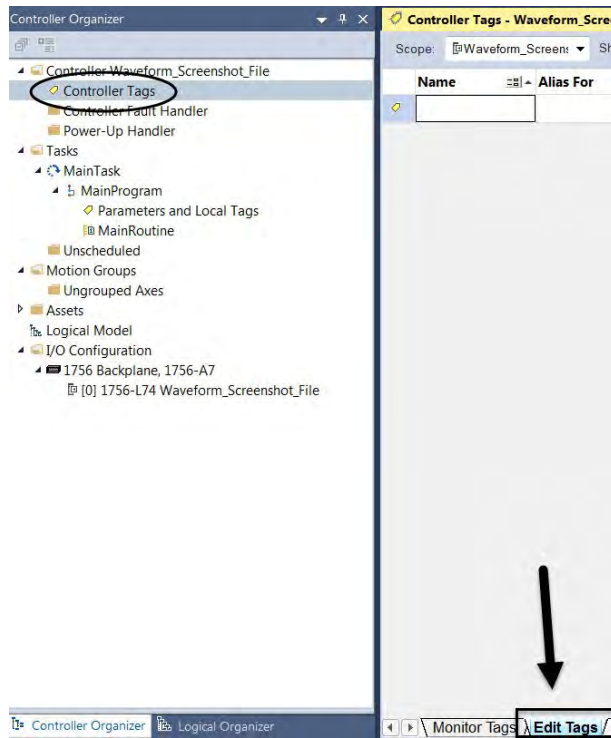 Controller Organizer
Controller Waveform_Screenshot_File
Controller Tags
Controller Fault Handler
Power-Up Handler
Tasks
MainTask
MainProgram
Parameters and Local Tags
MainRoutine
Unscheduled
Motion Groups
Ungrouped Axes
Assets
Logical Model
I/O Configuration
1756 Backplane, 1756-A7
[0] 1756-L74 Waveform_Screenshot_File
Controller Organizer
Logical Organizer
Controller Tags - Waveform_Scre
Scope: Waveform_Screen: Sh
Name Alias For
Monitor Tags Edit Tags